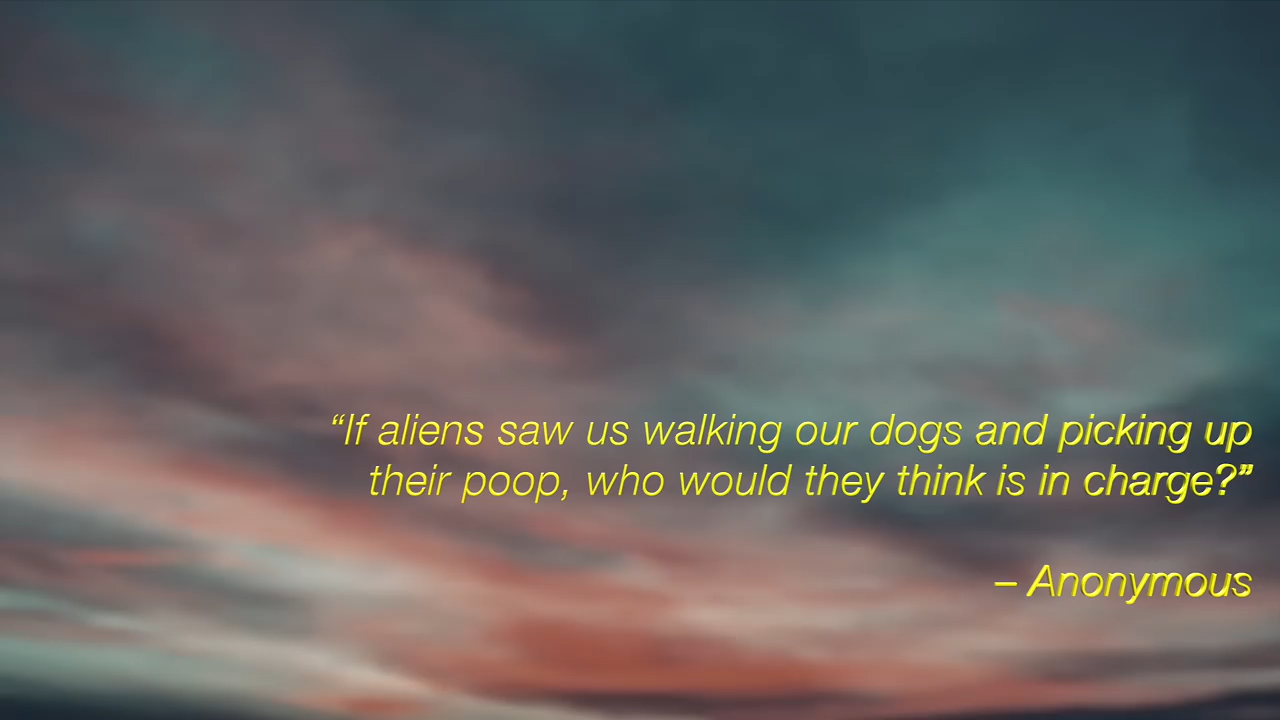 “If aliens saw us walking our dogs and picking up
their poop, who would they think is in charge?”
– Anonymous